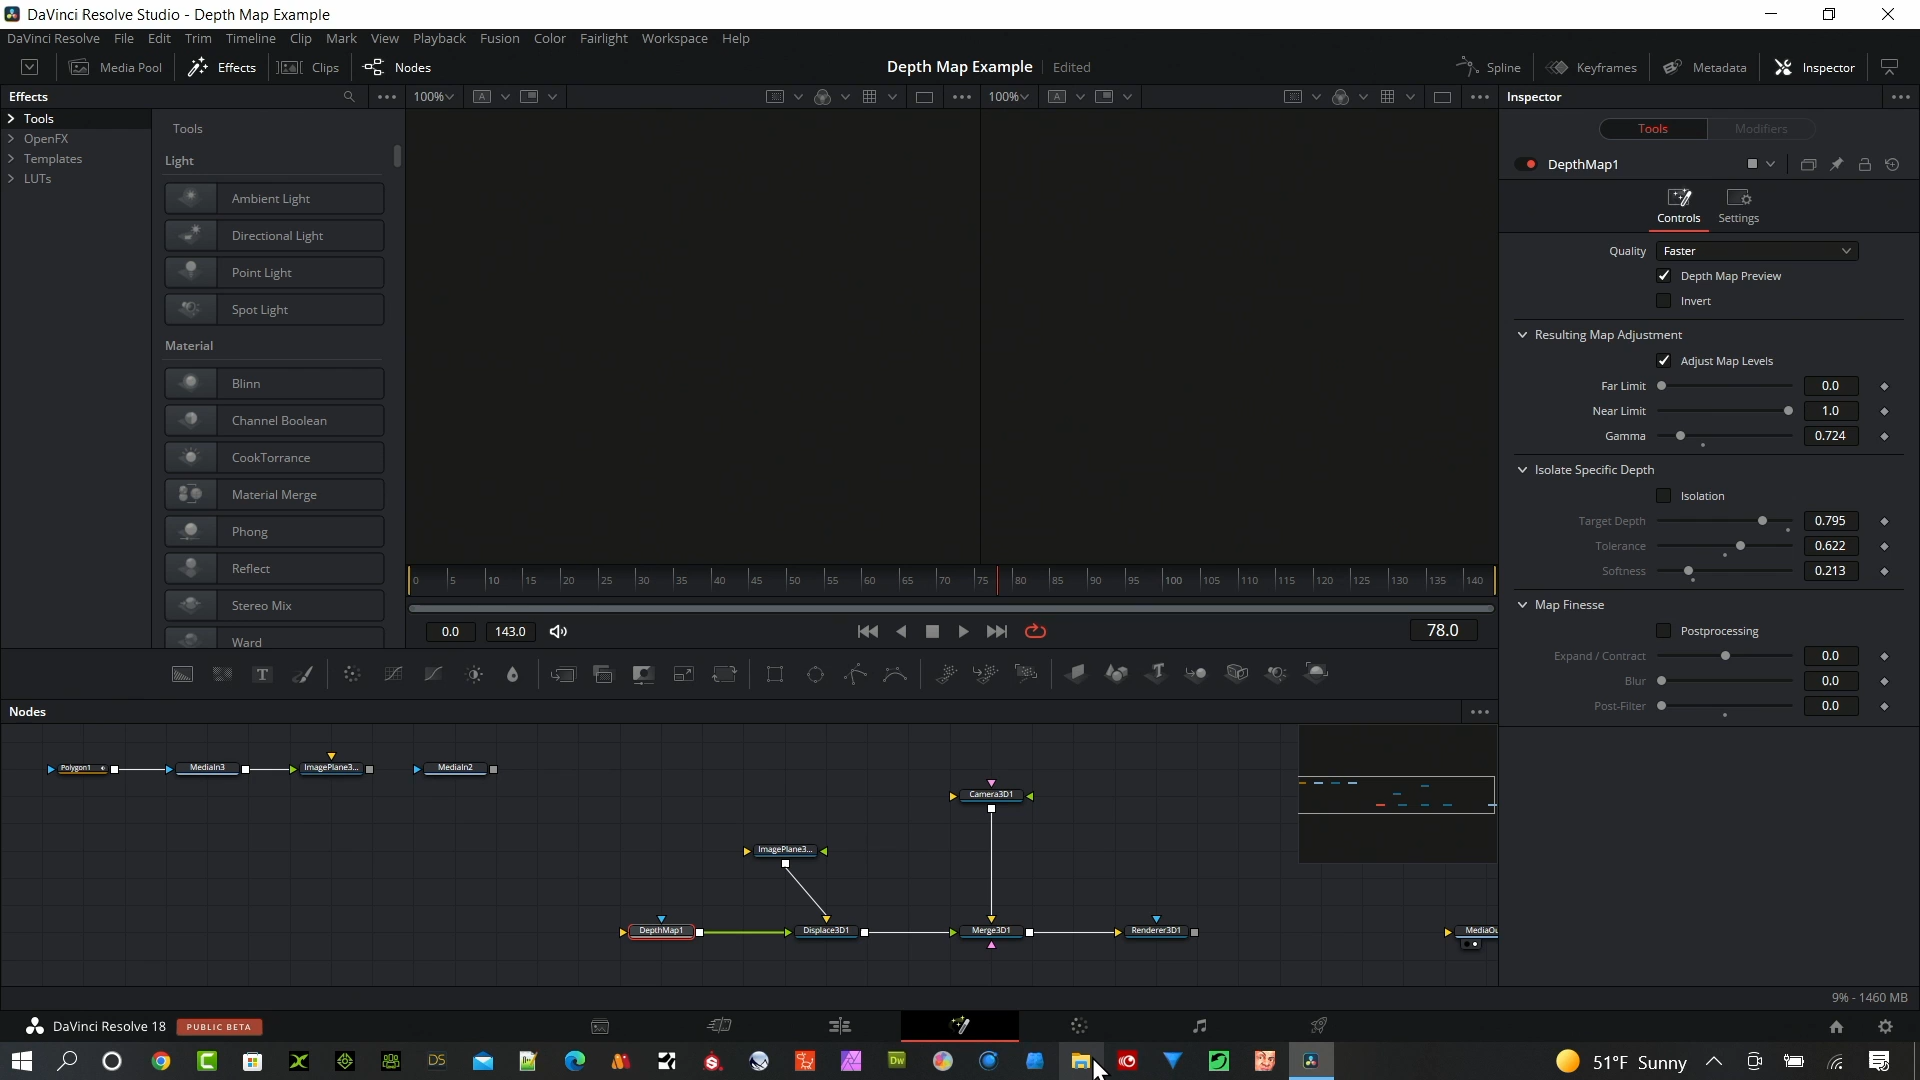 DaVinci Resolve Studio - Depth Map Example
DaVinci Resolve File Edit Trim Timeline Clip Mark View Playback Fusion Color Fairlight Workspace Help
Media Pool Effects Clips Nodes Depth Map Example Edited Spline Keyframes Metadata Inspector
Effects 100% A 100% A Inspector
Tools
OpenFX
Templates
LUTs
Tools
Light
Ambient Light
Directional Light
Point Light
Spot Light
Material
Blinn
Channel Boolean
CookTorrance
Material Merge
Phong
Reflect
Stereo Mix
Ward
0 5 10 15 20 25 30 35 40 45 50 55 60 65 70 75 80 85 90 95 100 105 110 115 120 125 130 135 140
0.0 143.0 78.0
Tools Modifiers
DepthMap1
Controls Settings
Quality Faster
Depth Map Preview
Invert
Resulting Map Adjustment
Adjust Map Levels
Far Limit 0.0
Near Limit 1.0
Gamma 0.724
Isolate Specific Depth
Isolation
Target Depth 0.795
Tolerance 0.622
Softness 0.213
Map Finesse
Postprocessing
Expand / Contract 0.0
Blur 0.0
Post-Filter 0.0
T T
Nodes
Polygon1 MediaIn3 ImagePlane3... MediaIn2
Camera3D1
ImagePlane3...
DepthMap1 Displace3D1 Merge3D1 Renderer3D1 MediaOu
9% - 1460 MB
DaVinci Resolve 18 PUBLIC BETA
DS Dw 51°F Sunny